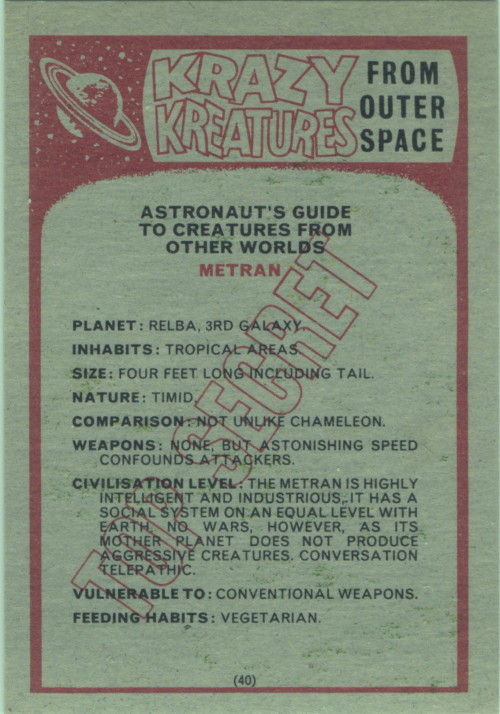 KRAZY
KREATURES
FROM
OUTER
SPACE
ASTRONAUT'S GUIDE
TO CREATURES FROM
OTHER WORLDS
METRAN
PLANET: RELBA, 3RD GALAXY.
INHABITS: TROPICAL AREAS.
SIZE: FOUR FEET LONG INCLUDING TAIL.
NATURE: TIMID.
COMPARISON: NOT UNLIKE CHAMELEON.
WEAPONS: NONE, BUT ASTONISHING SPEED
CONFOUNDS ATTACKERS.
CIVILISATION LEVEL: THE METRAN IS HIGHLY
INTELLIGENT AND INDUSTRIOUS, IT HAS A
SOCIAL SYSTEM ON AN EQUAL LEVEL WITH
EARTH. NO WARS, HOWEVER, AS ITS
MOTHER PLANET DOES NOT PRODUCE
AGGRESSIVE CREATURES. CONVERSATION
TELEPATHIC.
VULNERABLE TO: CONVENTIONAL WEAPONS.
FEEDING HABITS: VEGETARIAN.
TOP SECRET
(40)